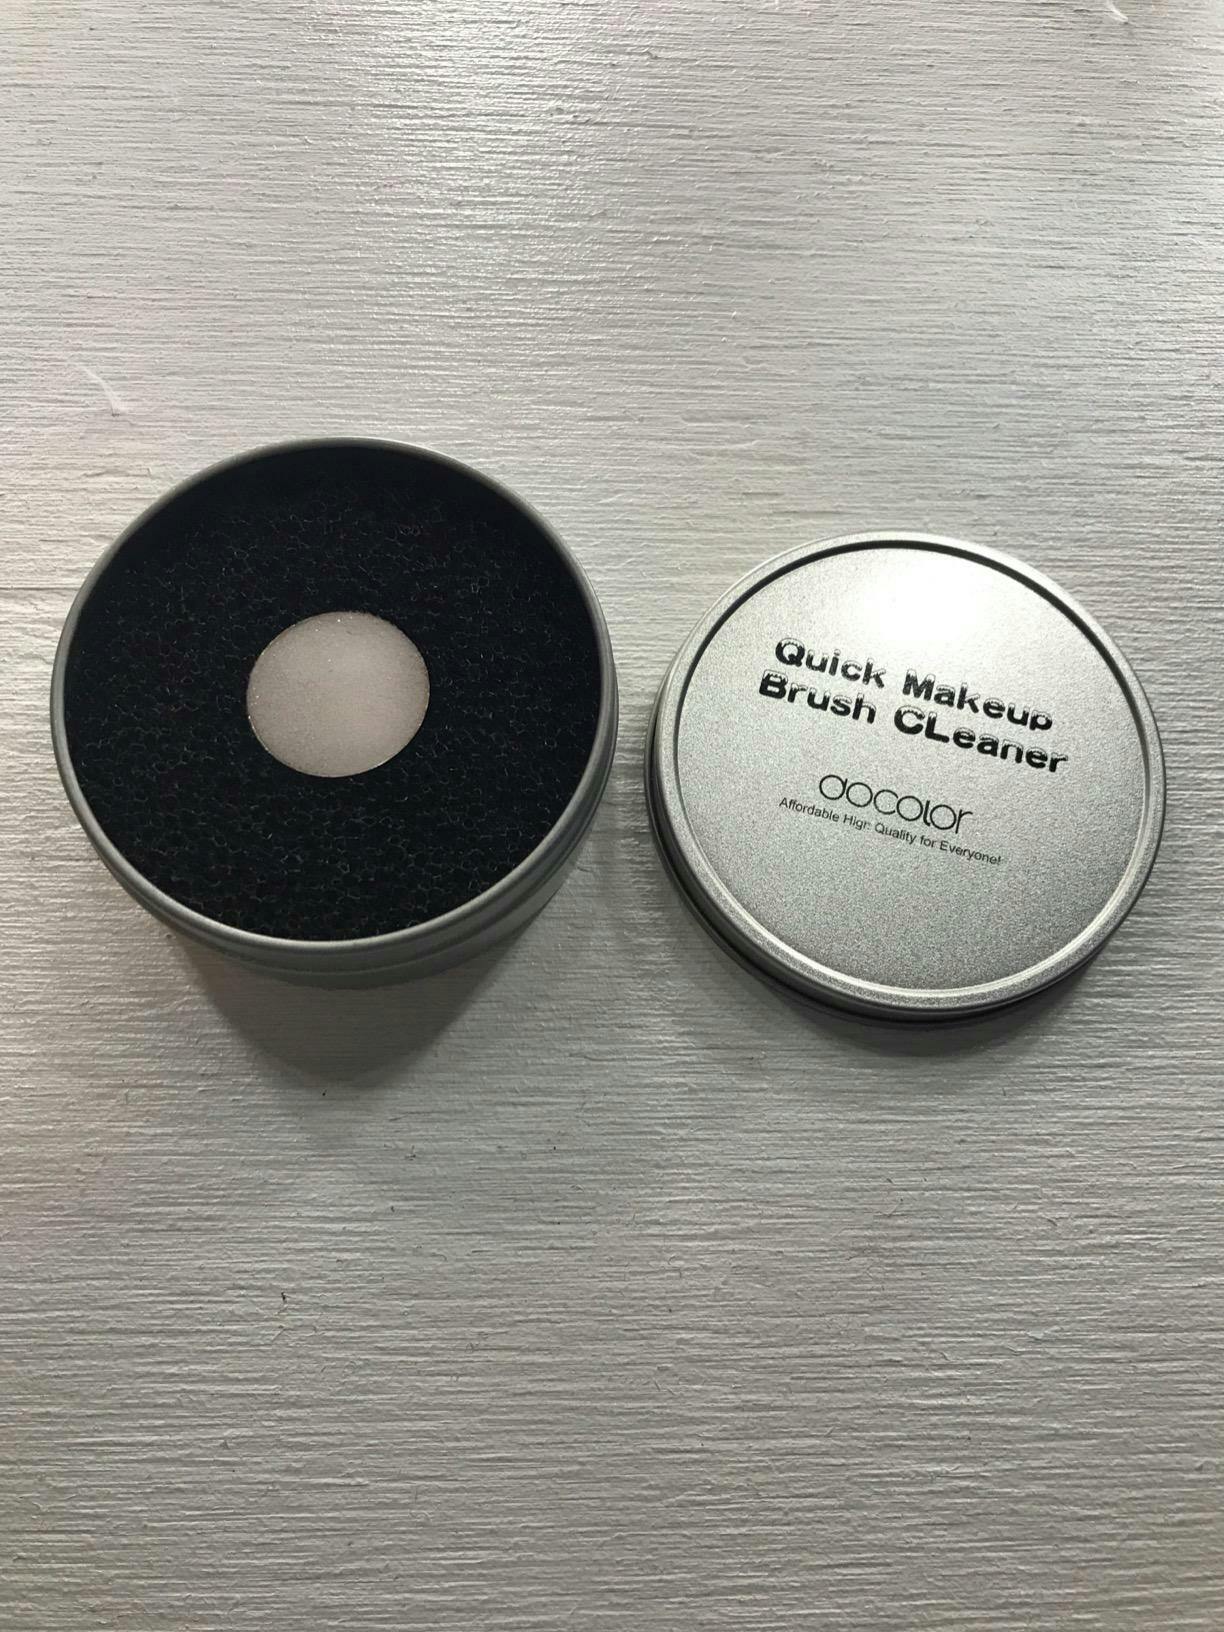 Quick Makeup
Brush CLeaner
docolor
Affordable High Quality for Everyone!